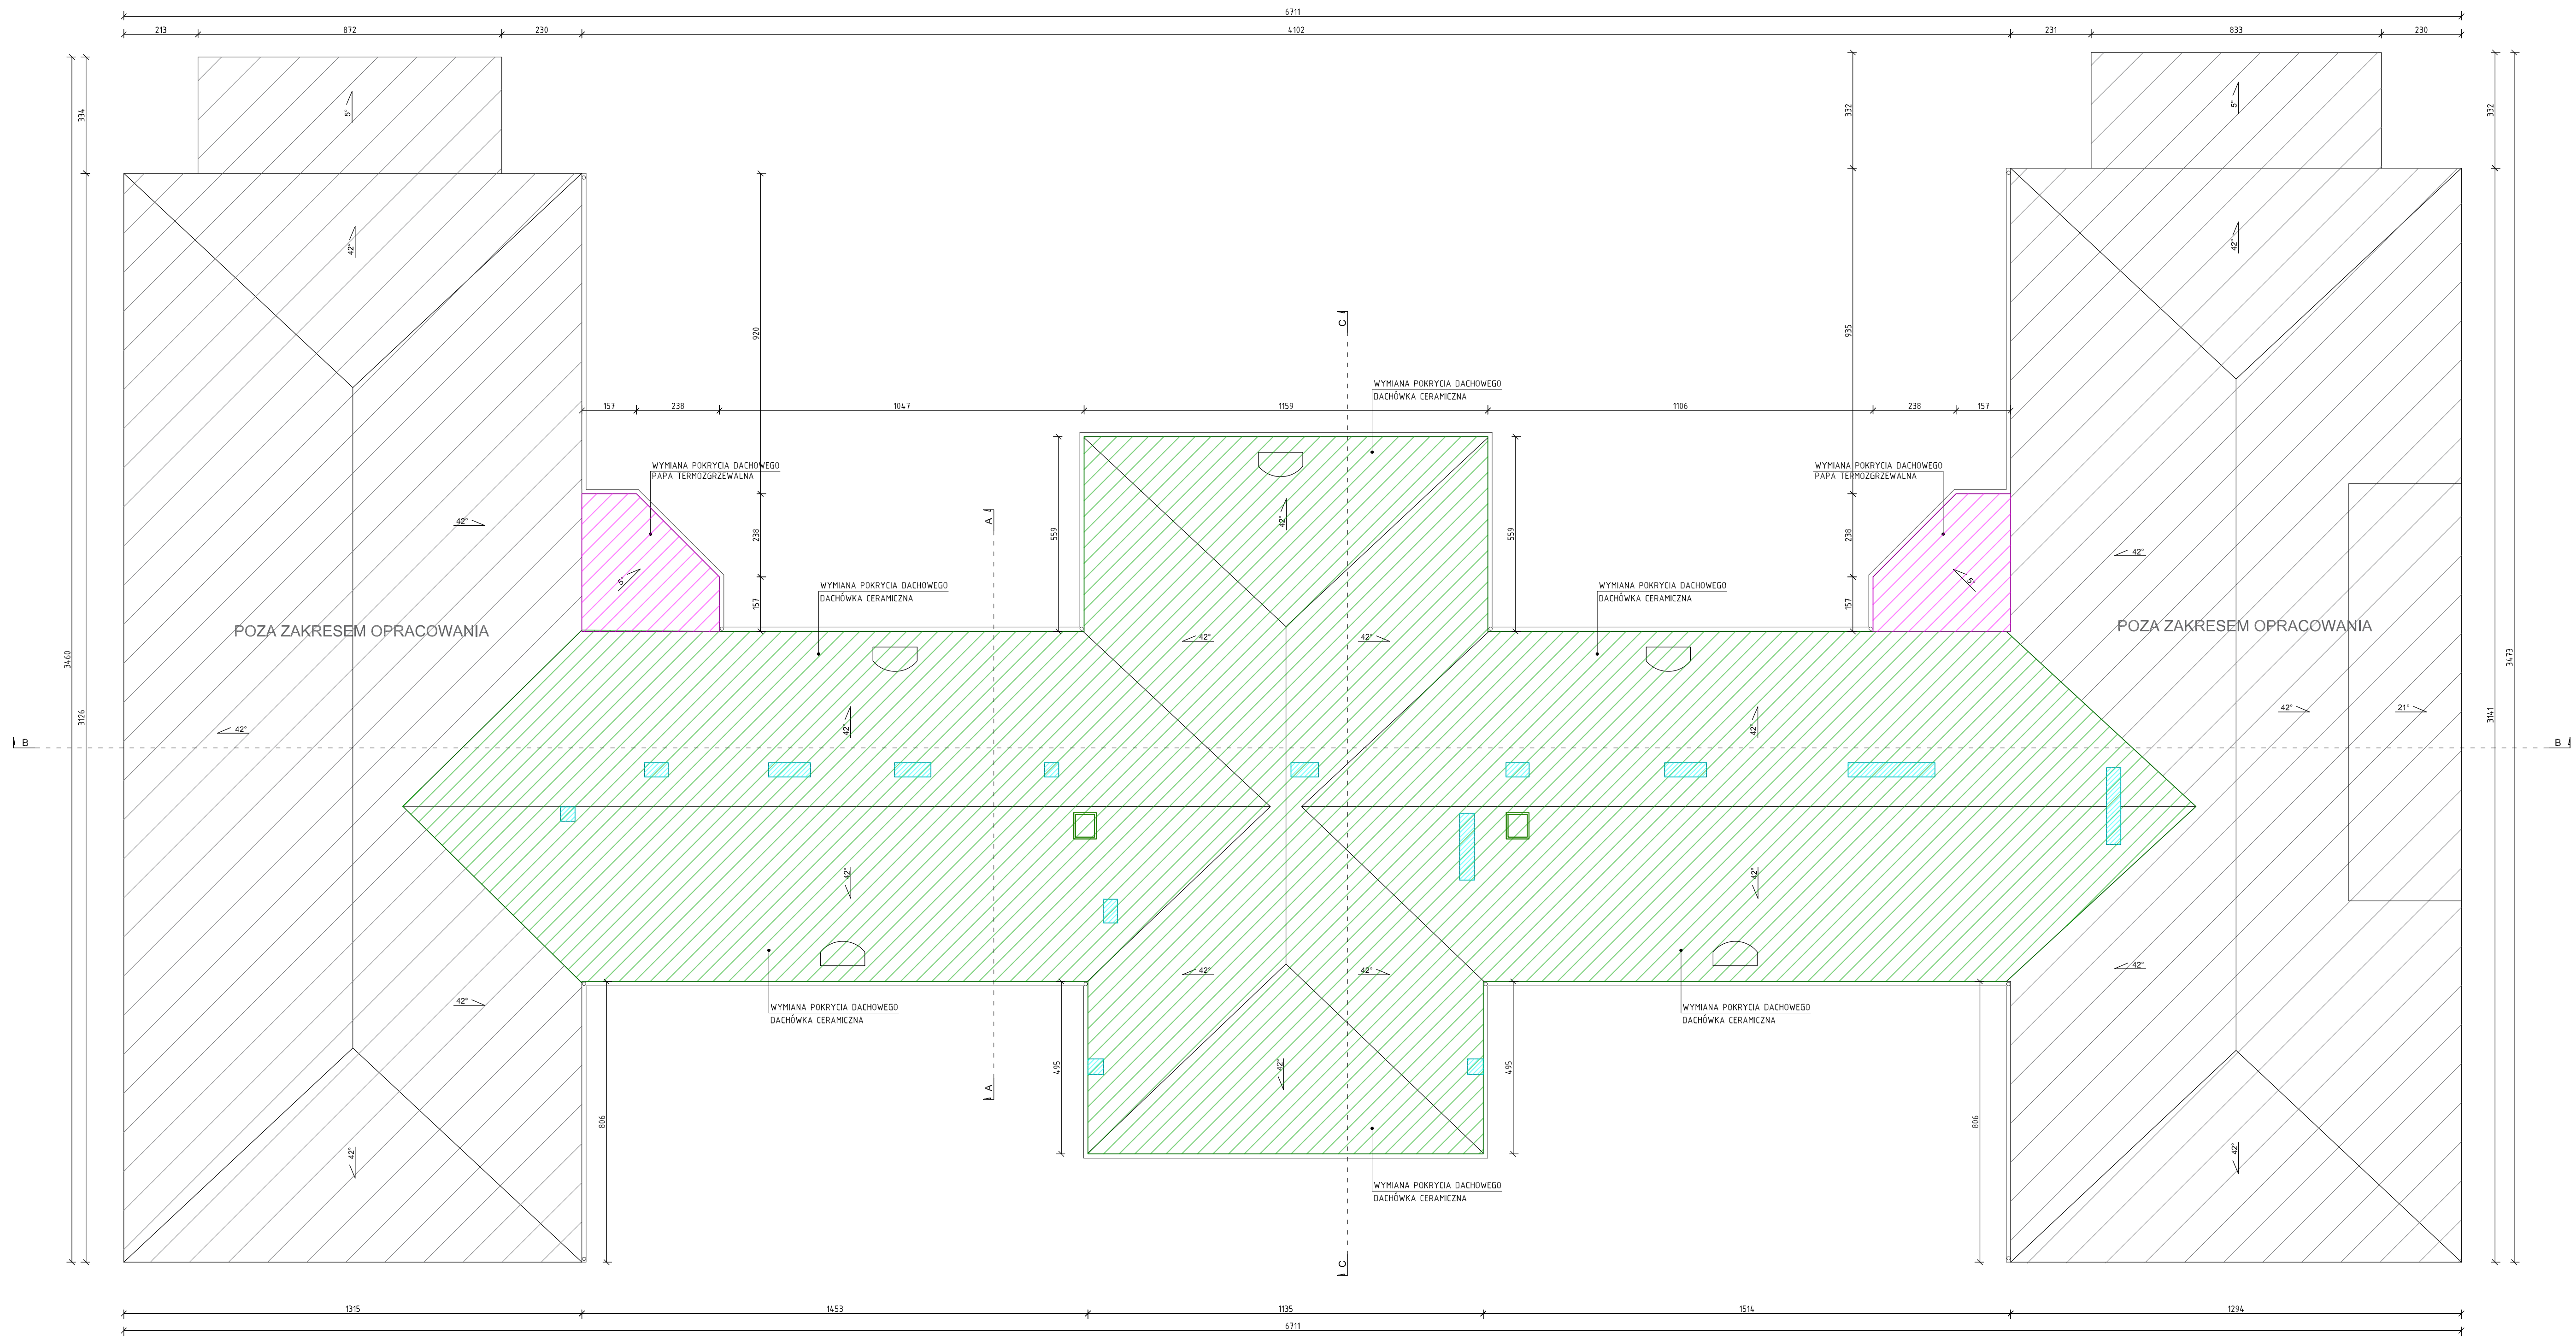 6711
213
872
230
4102
231
833
230
334
332
332
5°
5°
42°
42°
920
935
C
WYMIANA POKRYCIA DACHOWEGO
DACHÓWKA CERAMICZNA
157
238
1047
1159
1106
238
157
WYMIANA POKRYCIA DACHOWEGO
PAPA TERMOZGRZEWALNA
WYMIANA POKRYCIA DACHOWEGO
PAPA TERMOZGRZEWALNA
42°
A
42°
238
559
559
238
42°
5°
5°
WYMIANA POKRYCIA DACHOWEGO
DACHÓWKA CERAMICZNA
WYMIANA POKRYCIA DACHOWEGO
DACHÓWKA CERAMICZNA
157
157
POZA ZAKRESEM OPRACOWANIA
POZA ZAKRESEM OPRACOWANIA
42°
42°
3460
3126
3141
3473
42°
42°
42°
42°
21°
B
B
42°
42°
42°
42°
42°
42°
42°
WYMIANA POKRYCIA DACHOWEGO
DACHÓWKA CERAMICZNA
WYMIANA POKRYCIA DACHOWEGO
DACHÓWKA CERAMICZNA
495
495
42°
A
806
806
42°
42°
WYMIANA POKRYCIA DACHOWEGO
DACHÓWKA CERAMICZNA
C
1315
1453
1135
1514
1294
6711